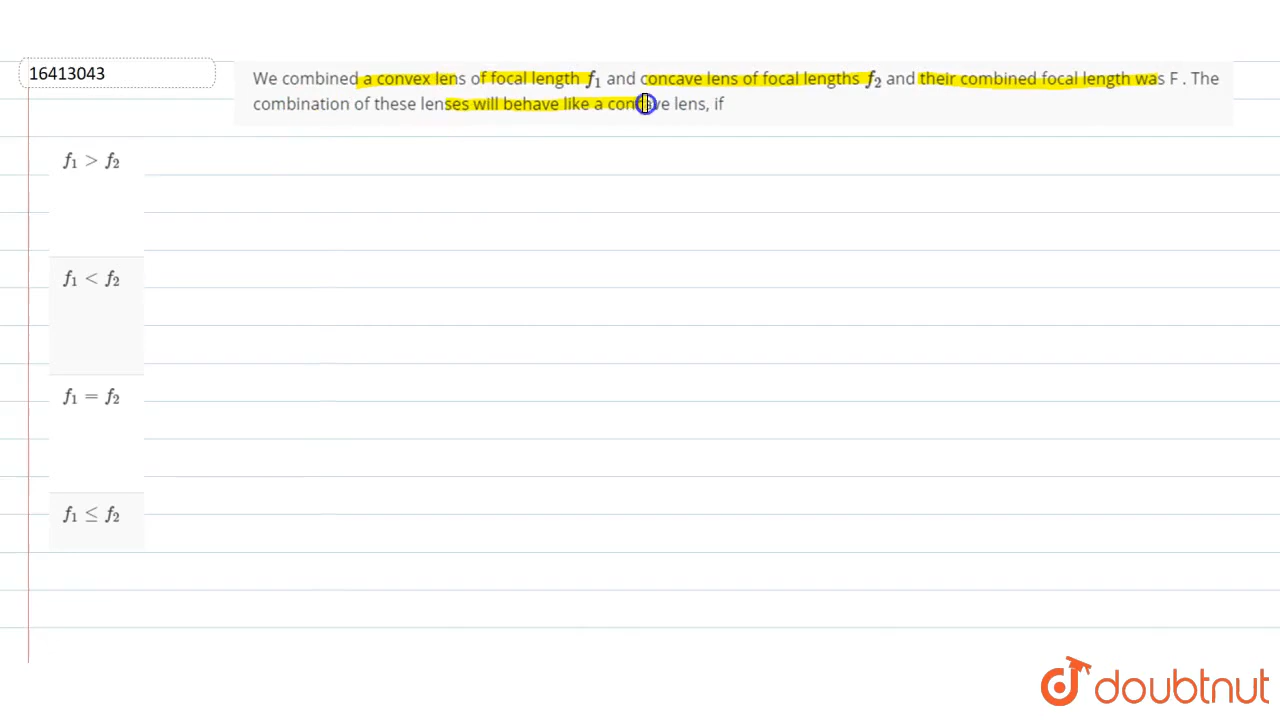 16413043
We combined a convex lens of focal length f₁ and concave lens of focal lengths f₂ and their combined focal length was F . The
combination of these lenses will behave like a concave lens, if
f₁ > f₂
f₁ < f₂
f₁ = f₂
f₁ ≤ f₂
doubtnut